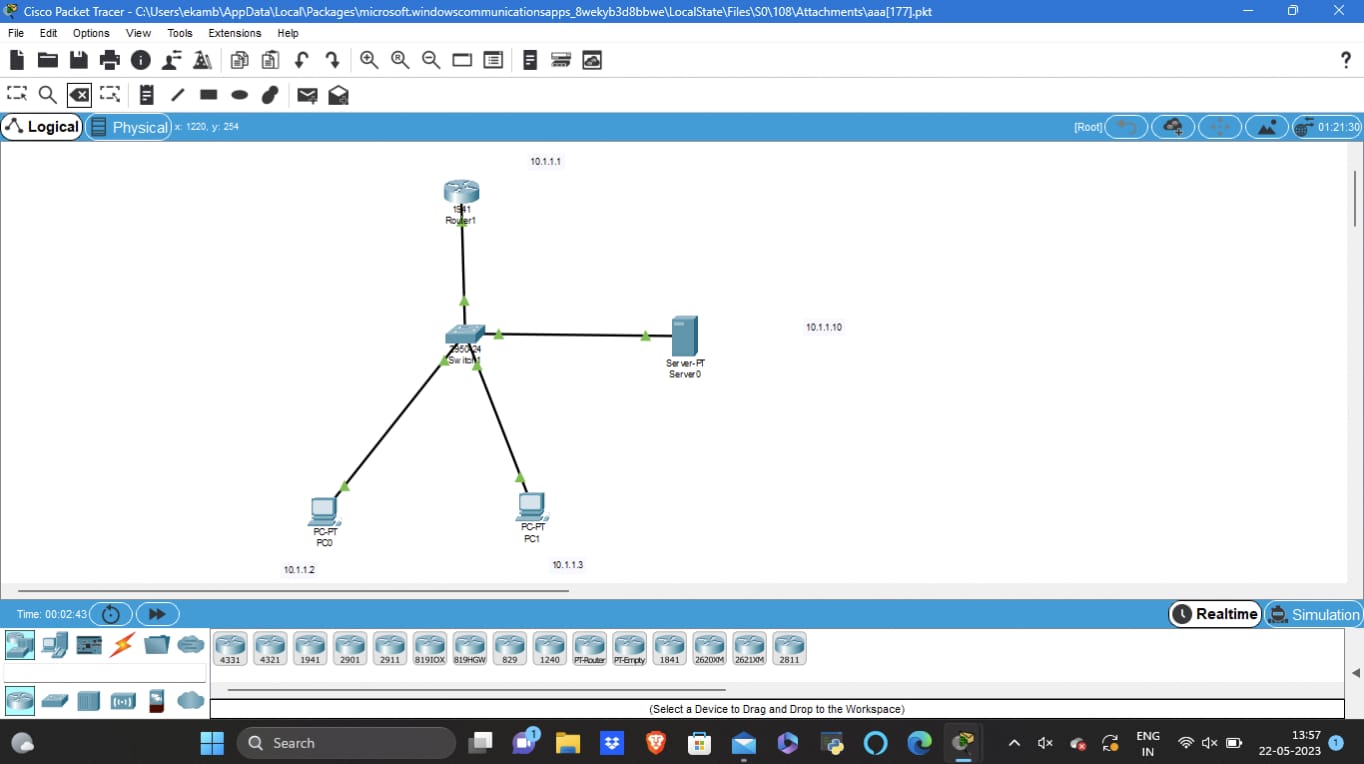 Cisco Packet Tracer - C:\Users\ekamb\AppData\Local\Packages\microsoft.windowscommunicationsapps_8wekyb3d8bbwe\LocalState\Files\S0\108\Attachments\aaa[177].pkt
File Edit Options View Tools Extensions Help
?
Logical Physical x: 1220, y: 254 [Root] 01:21:30
10.1.1.1
1941
Router1
10.1.1.10
2950-24
Switch1
Server-PT
Server0
PC-PT
PC0
PC-PT
PC1
10.1.1.2
10.1.1.3
Time: 00:02:43 Realtime Simulation
4331 4321 1941 2901 2911 819IOX 819HGW 829 1240 PT-Router PT-Empty 1841 2620XM 2621XM 2811
(Select a Device to Drag and Drop to the Workspace)
Search
1
ENG
IN
13:57
22-05-2023
1